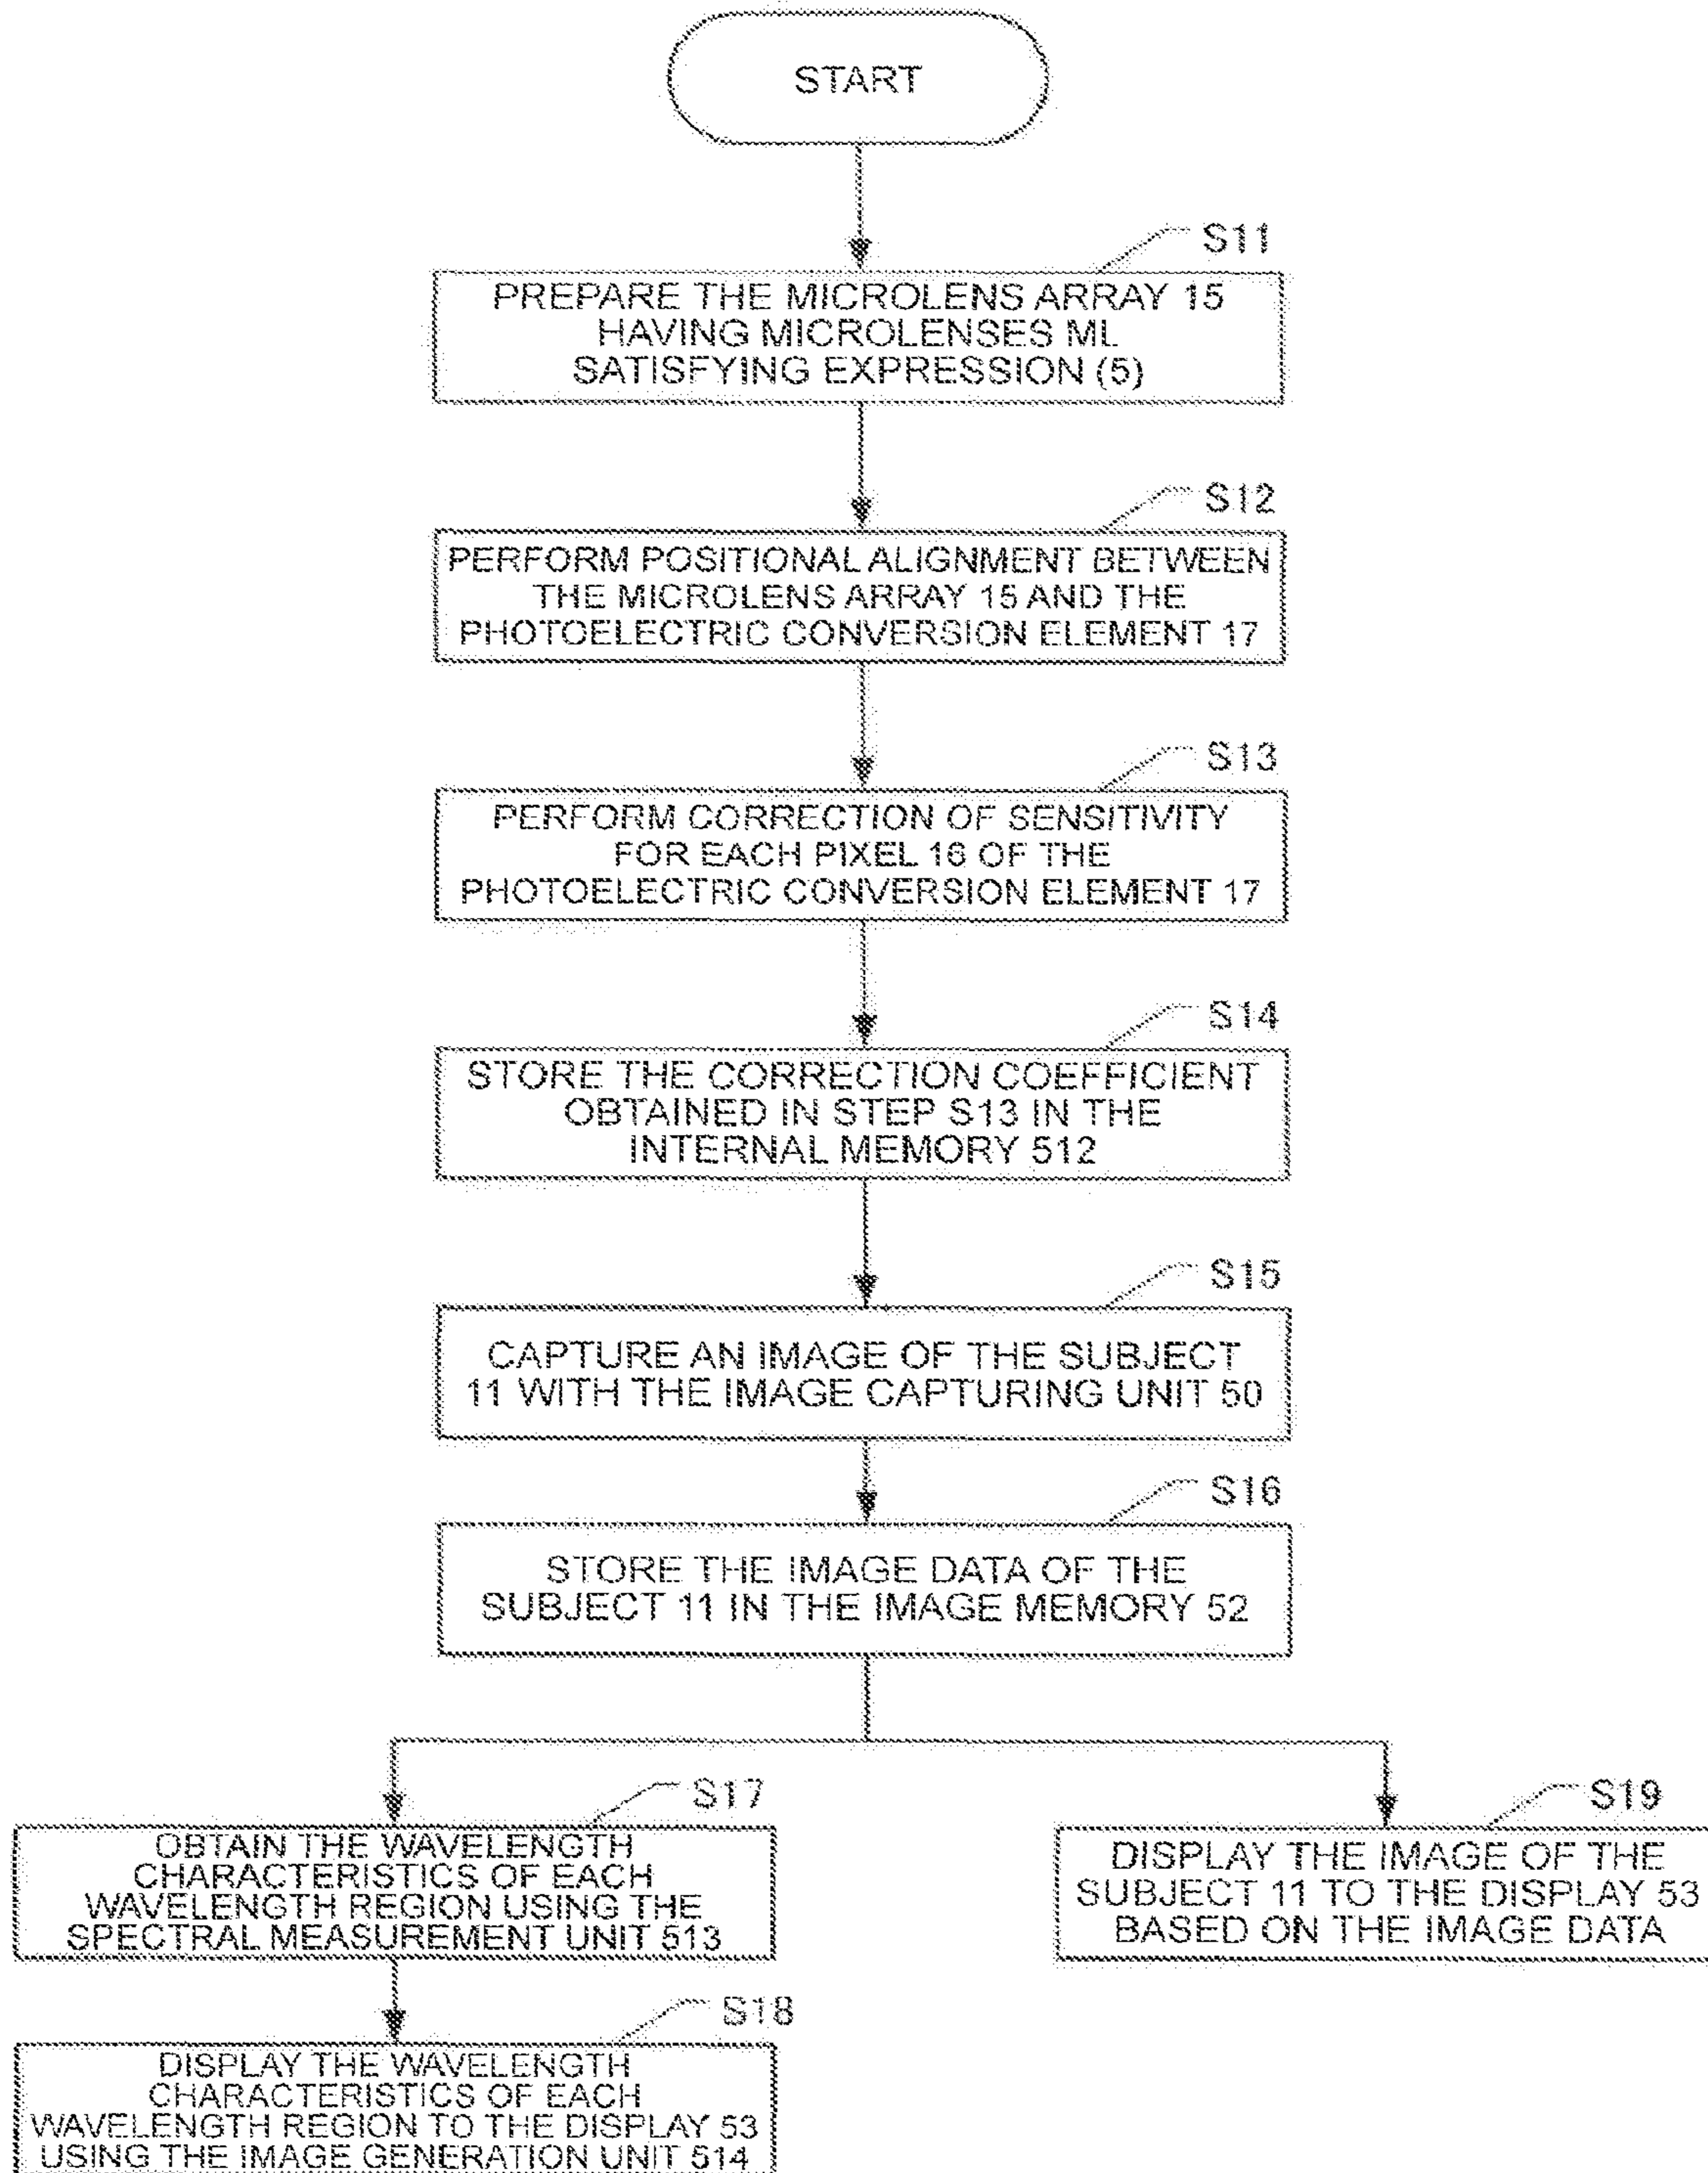 START
S11
PREPARE THE MICROLENS ARRAY 15
HAVING MICROLENSES ML
SATISFYING EXPRESSION (5)
S12
PERFORM POSITIONAL ALIGNMENT BETWEEN
THE MICROLENS ARRAY 15 AND THE
PHOTOELECTRIC CONVERSION ELEMENT 17
S13
PERFORM CORRECTION OF SENSITIVITY
FOR EACH PIXEL 16 OF THE
PHOTOELECTRIC CONVERSION ELEMENT 17
S14
STORE THE CORRECTION COEFFICIENT
OBTAINED IN STEP S13 IN THE
INTERNAL MEMORY 512
S15
CAPTURE AN IMAGE OF THE SUBJECT
11 WITH THE IMAGE CAPTURING UNIT 50
S16
STORE THE IMAGE DATA OF THE
SUBJECT 11 IN THE IMAGE MEMORY 52
S17
OBTAIN THE WAVELENGTH
CHARACTERISTICS OF EACH
WAVELENGTH REGION USING THE
SPECTRAL MEASUREMENT UNIT 513
S18
DISPLAY THE WAVELENGTH
CHARACTERISTICS OF EACH
WAVELENGTH REGION TO THE DISPLAY 53
USING THE IMAGE GENERATION UNIT 514
S19
DISPLAY THE IMAGE OF THE
SUBJECT 11 TO THE DISPLAY 53
BASED ON THE IMAGE DATA